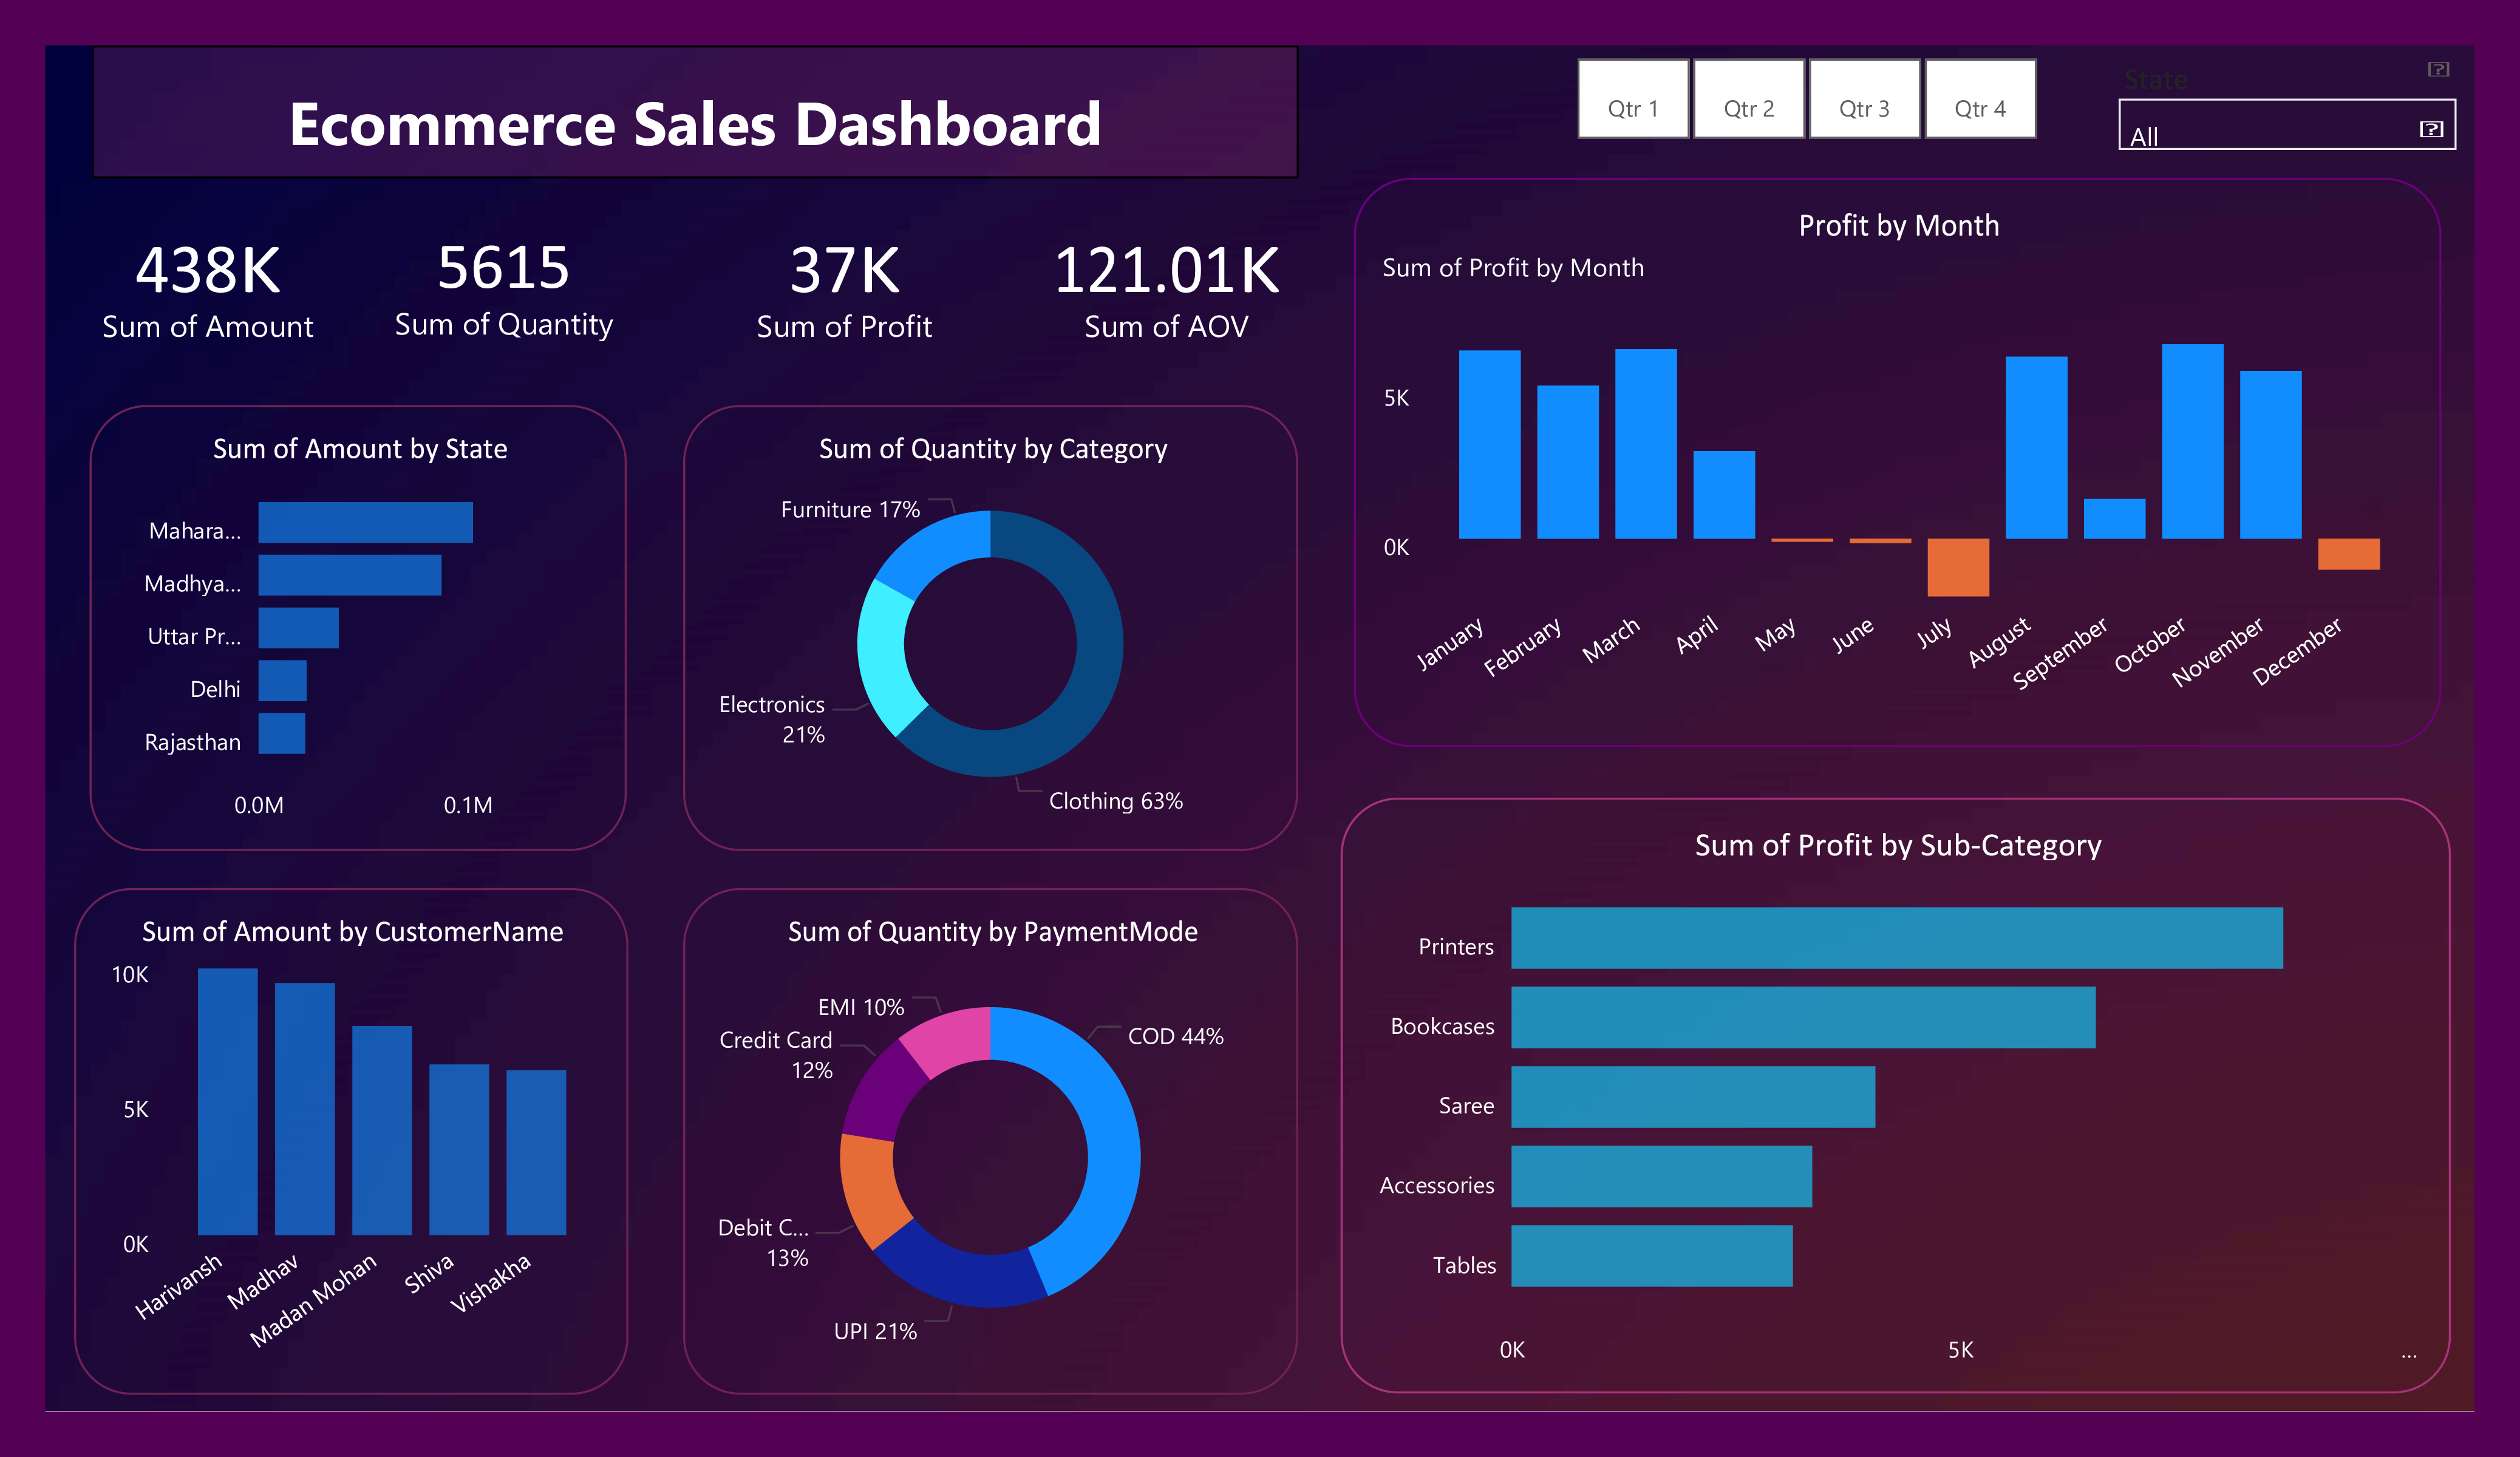 Ecommerce Sales Dashboard
Qtr 1
Qtr 2
Qtr 3
Qtr 4
State
All
438K
Sum of Amount
5615
Sum of Quantity
37K
Sum of Profit
121.01K
Sum of AOV
Profit by Month
Sum of Profit by Month
5K
0K
January
February
March
April
May
June
July
August
September
October
November
December
Sum of Amount by State
Mahara...
Madhya...
Uttar Pr...
Delhi
Rajasthan
0.0M
0.1M
Sum of Quantity by Category
Furniture 17%
Electronics
21%
Clothing 63%
Sum of Amount by CustomerName
10K
5K
0K
Harivansh
Madhav
Madan Mohan
Shiva
Vishakha
Sum of Quantity by PaymentMode
EMI 10%
Credit Card
12%
COD 44%
Debit C...
13%
UPI 21%
Sum of Profit by Sub-Category
Printers
Bookcases
Saree
Accessories
Tables
0K
5K
...